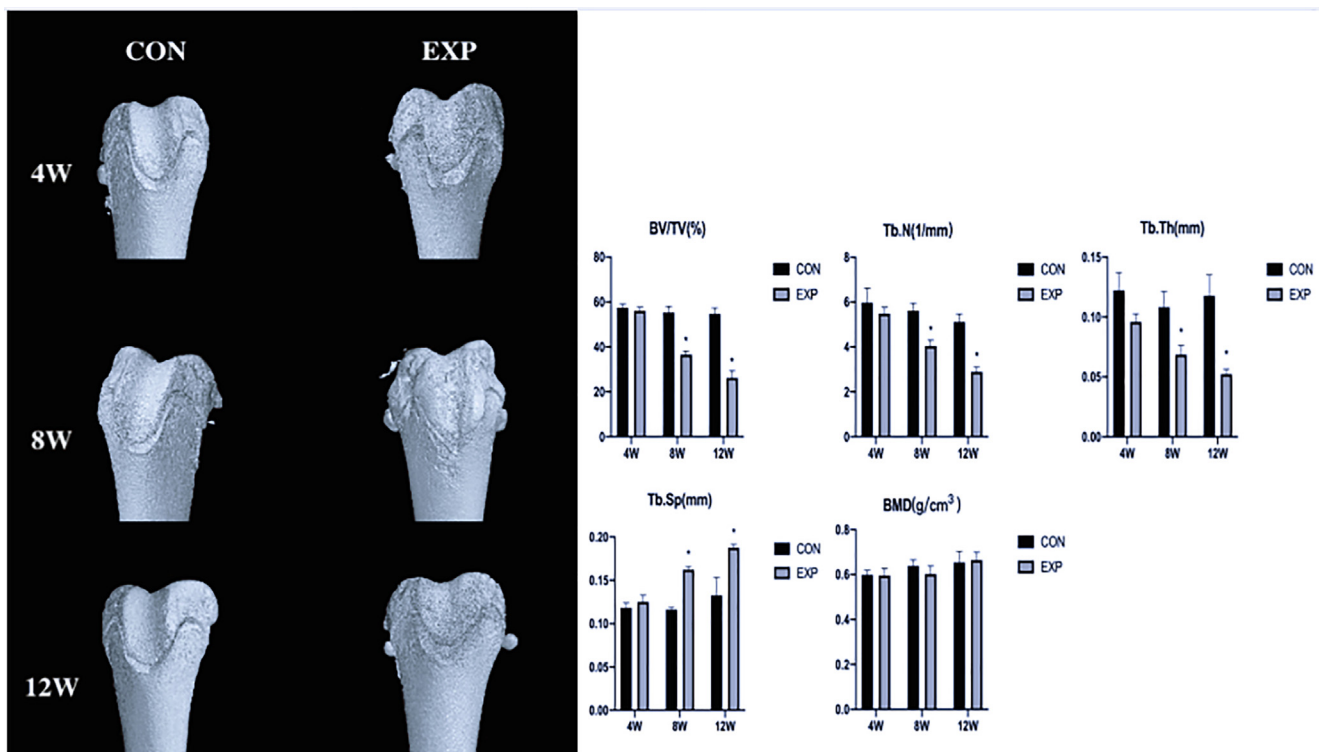 CON EXP
4W
8W
12W
BV/TV(%)
80
60
40
20
0
4W 8W 12W
* *
CON
EXP
Tb.N(1/mm)
8
6
4
2
0
4W 8W 12W
* *
CON
EXP
Tb.Th(mm)
0.15
0.10
0.05
0.00
4W 8W 12W
* *
CON
EXP
Tb.Sp(mm)
0.20
0.15
0.10
0.05
0.00
4W 8W 12W
* *
CON
EXP
BMD(g/cm³)
0.8
0.6
0.4
0.2
0.0
4W 8W 12W
CON
EXP